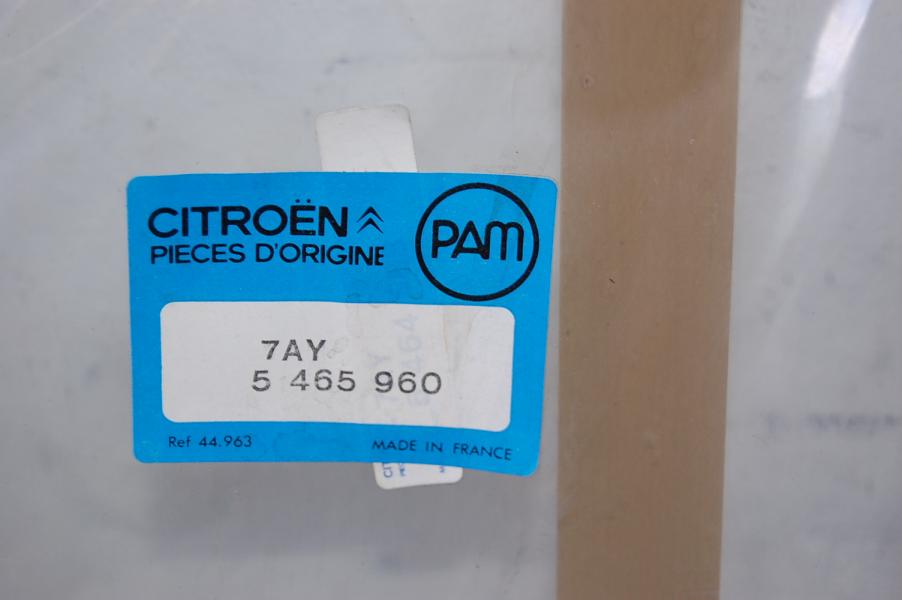 CITROËN
PIECES D'ORIGINE
PAM
7AY
5 465 960
Ref 44.963
MADE IN FRANCE